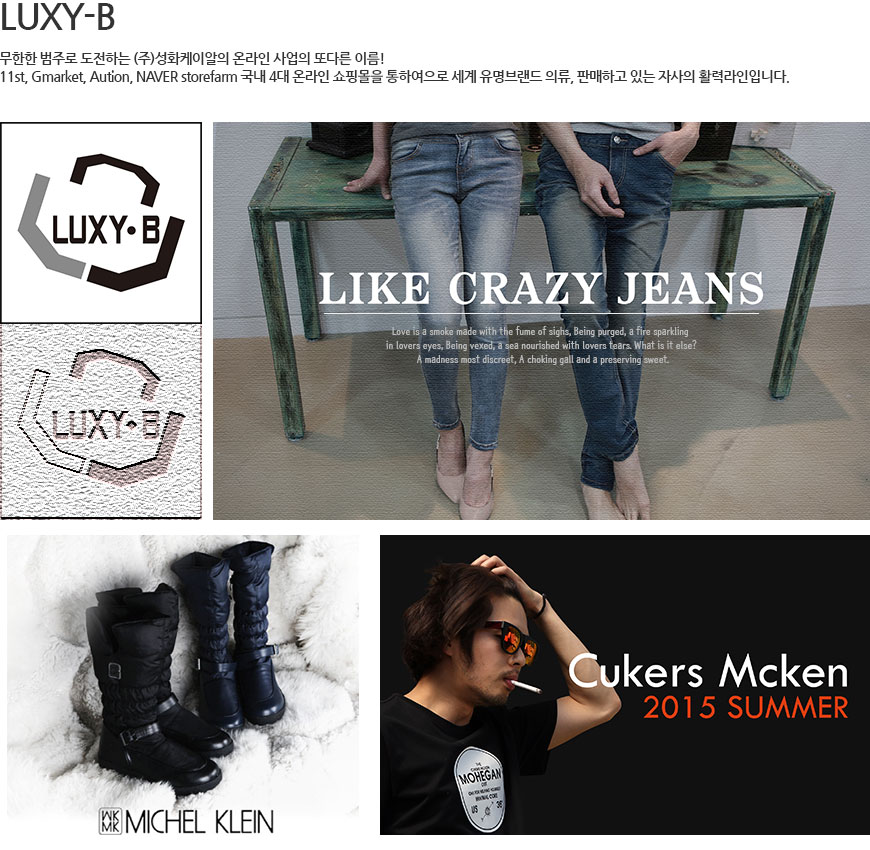 LUXY-B
무한한 범주로 도전하는 (주)성화케이알의 온라인 사업의 또다른 이름!
11st, Gmarket, Aution, NAVER storefarm 국내 4대 온라인 쇼핑몰을 통하여으로 세계 유명브랜드 의류, 판매하고 있는 자사의 활력라인입니다.
LUXY·B
LIKE CRAZY JEANS
Love is a smoke made with the fume of sighs, Being purged, a fire sparkling
in lovers eyes, Being vexed, a sea nourished with lovers tears. What is it else?
A madness most discreet, A choking gall and a preserving sweet.
LUXY·B
MK
MK MICHEL KLEIN
Cukers Mcken
2015 SUMMER
THE
MOHEGAN
US 36